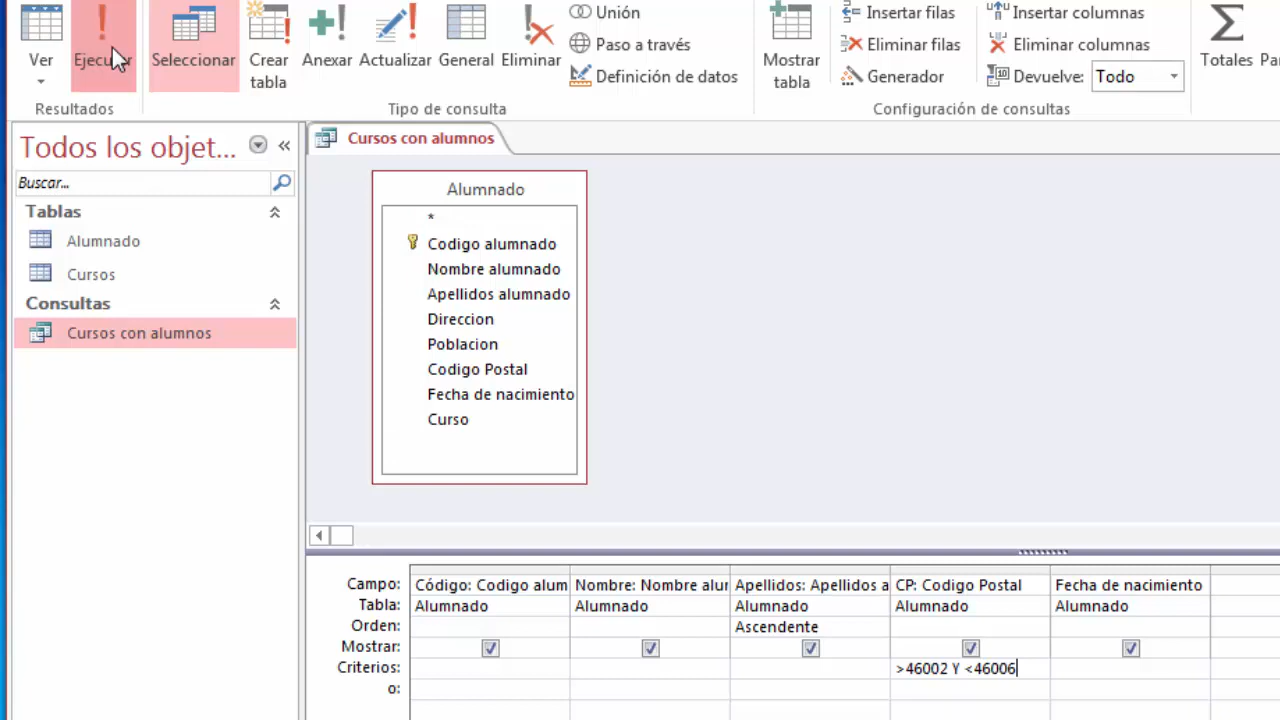 Ver
Ejecutar
Resultados
Seleccionar
Crear tabla
Anexar
Actualizar
General
Eliminar
Unión
Paso a través
Definición de datos
Tipo de consulta
Mostrar tabla
Insertar filas
Eliminar filas
Generador
Insertar columnas
Eliminar columnas
Devuelve: Todo
Configuración de consultas
Totales
Todos los objet...
Buscar...
Tablas
Alumnado
Cursos
Consultas
Cursos con alumnos
Cursos con alumnos
Alumnado
*
Codigo alumnado
Nombre alumnado
Apellidos alumnado
Direccion
Poblacion
Codigo Postal
Fecha de nacimiento
Curso
Campo: Código: Codigo alum Nombre: Nombre alur Apellidos: Apellidos a CP: Codigo Postal Fecha de nacimiento
Tabla: Alumnado Alumnado Alumnado Alumnado Alumnado
Orden: Ascendente
Mostrar:
Criterios: >46002 Y <46006
o: